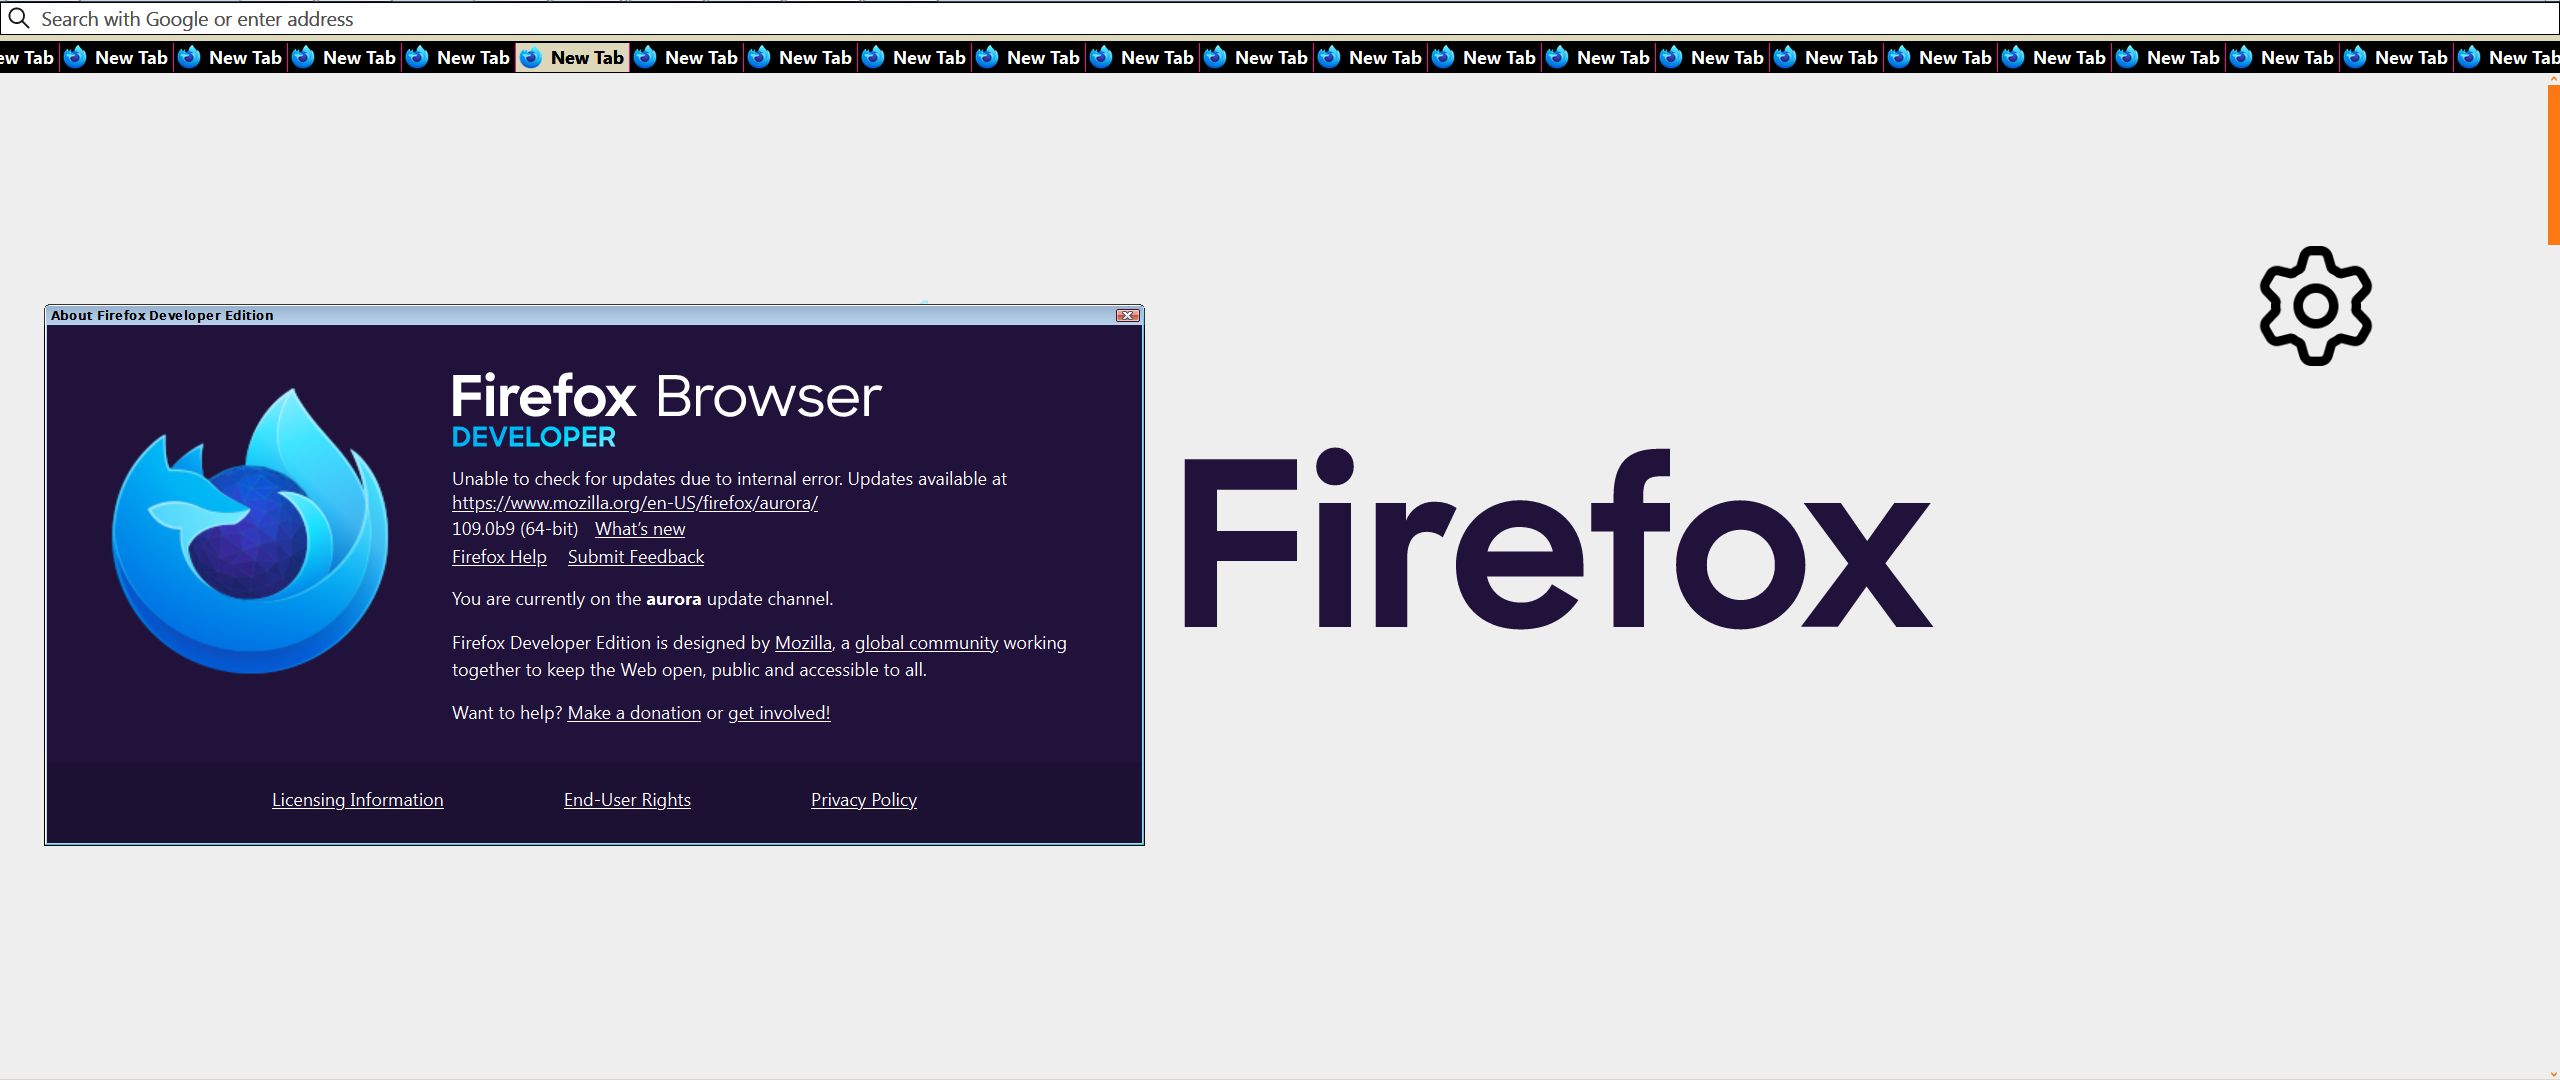 Search with Google or enter address
ew Tab New Tab New Tab New Tab New Tab New Tab New Tab New Tab New Tab New Tab New Tab New Tab New Tab New Tab New Tab New Tab New Tab New Tab New Tab New Tab New Tab New Tab New Tab
About Firefox Developer Edition
Firefox Browser
DEVELOPER
Unable to check for updates due to internal error. Updates available at
https://www.mozilla.org/en-US/firefox/aurora/
109.0b9 (64-bit) What's new
Firefox Help Submit Feedback
You are currently on the aurora update channel.
Firefox Developer Edition is designed by Mozilla, a global community working
together to keep the Web open, public and accessible to all.
Want to help? Make a donation or get involved!
Licensing Information End-User Rights Privacy Policy
Firefox